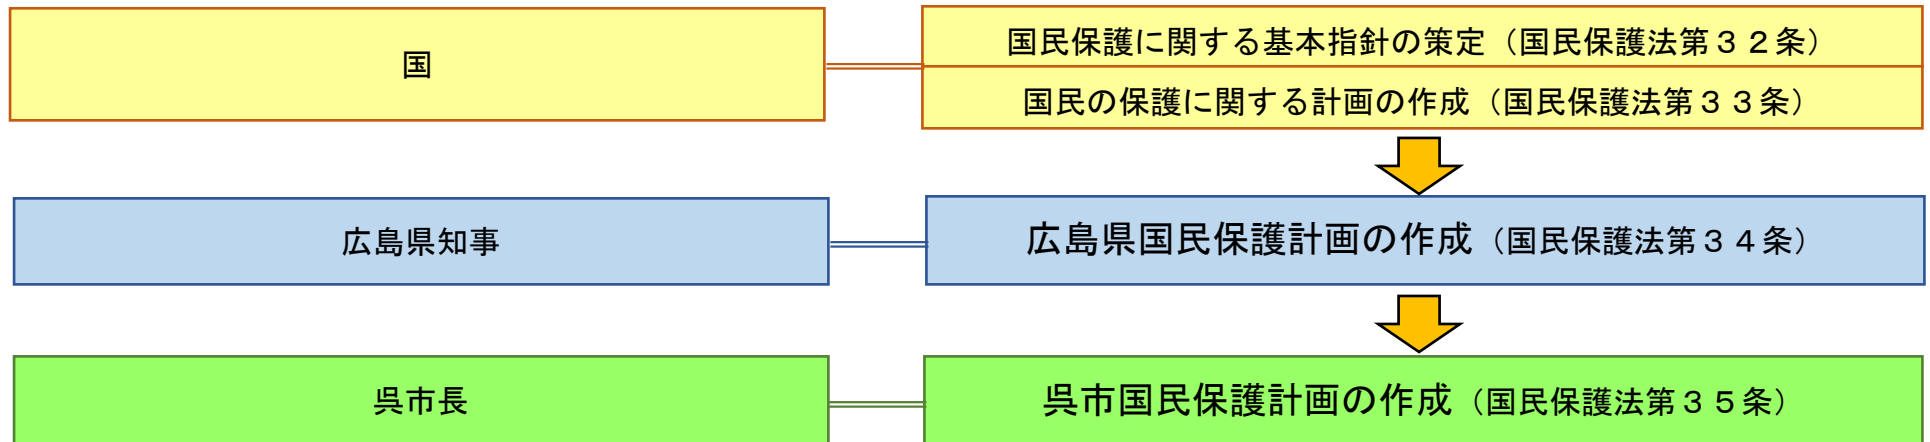 国
国民保護に関する基本指針の策定（国民保護法第３２条）
国民の保護に関する計画の作成（国民保護法第３３条）
広島県知事
広島県国民保護計画の作成（国民保護法第３４条）
呉市長
呉市国民保護計画の作成（国民保護法第３５条）